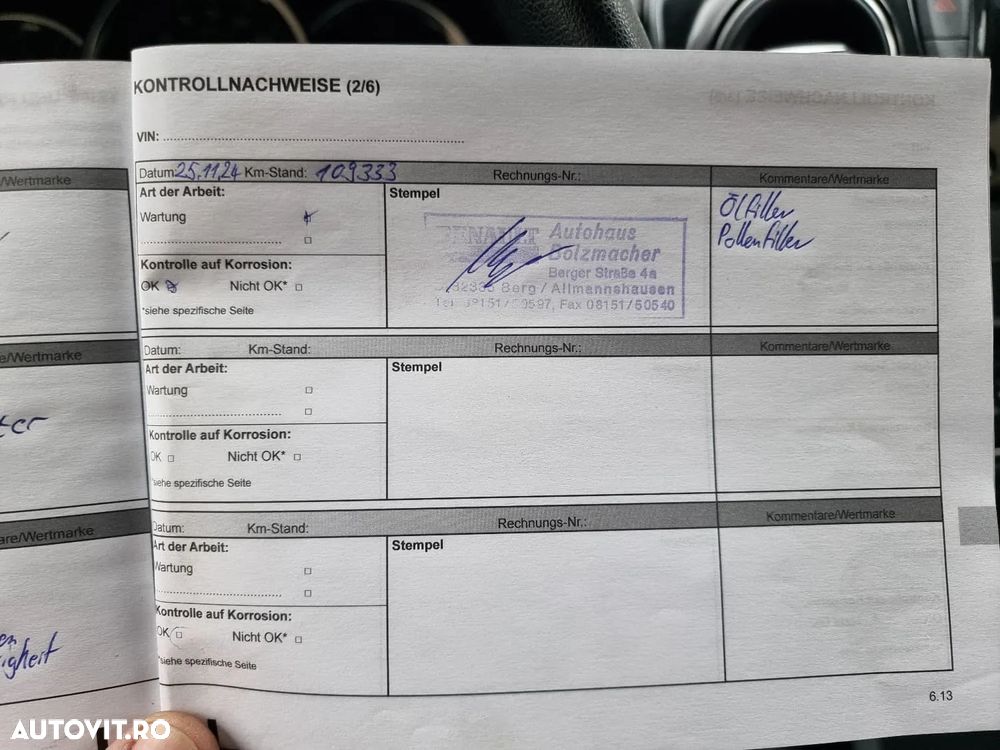 KONTROLLNACHWEISE (2/6)
VIN:
/Wertmarke
Datum: 25.11.24 Km-Stand: 109333 Rechnungs-Nr.: Kommentare/Wertmarke
Art der Arbeit:
Stempel
Ölfilter
Pollenfilter
Wartung
RENAULT Autohaus
Bolzmacher
Berger Straße 4a
Berg / Allmannshausen
Fax 08151/50540
Kontrolle auf Korrosion:
OK Nicht OK*
*siehe spezifische Seite
e/Wertmarke
Datum: Km-Stand: Rechnungs-Nr.: Kommentare/Wertmarke
Art der Arbeit:
Stempel
Wartung
Kontrolle auf Korrosion:
OK Nicht OK*
*siehe spezifische Seite
are/Wertmarke
Datum: Km-Stand: Rechnungs-Nr.: Kommentare/Wertmarke
Art der Arbeit:
Stempel
Wartung
Kontrolle auf Korrosion:
OK Nicht OK*
*siehe spezifische Seite
6.13
AUTOVIT.RO